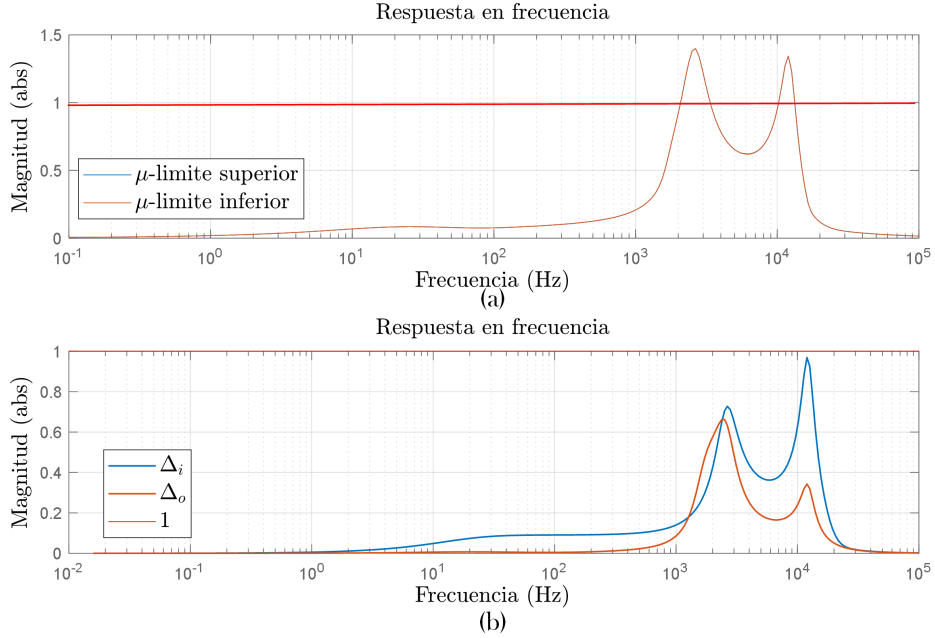 Respuesta en frecuencia
Magnitud (abs)
1.5
1
0.5
0
μ-limite superior
μ-limite inferior
10^-1 10^0 10^1 10^2 10^3 10^4 10^5
Frecuencia (Hz)
(a)
Respuesta en frecuencia
Magnitud (abs)
1
0.8
0.6
0.4
0.2
0
Δ_i
Δ_o
1
10^-2 10^-1 10^0 10^1 10^2 10^3 10^4 10^5
Frecuencia (Hz)
(b)